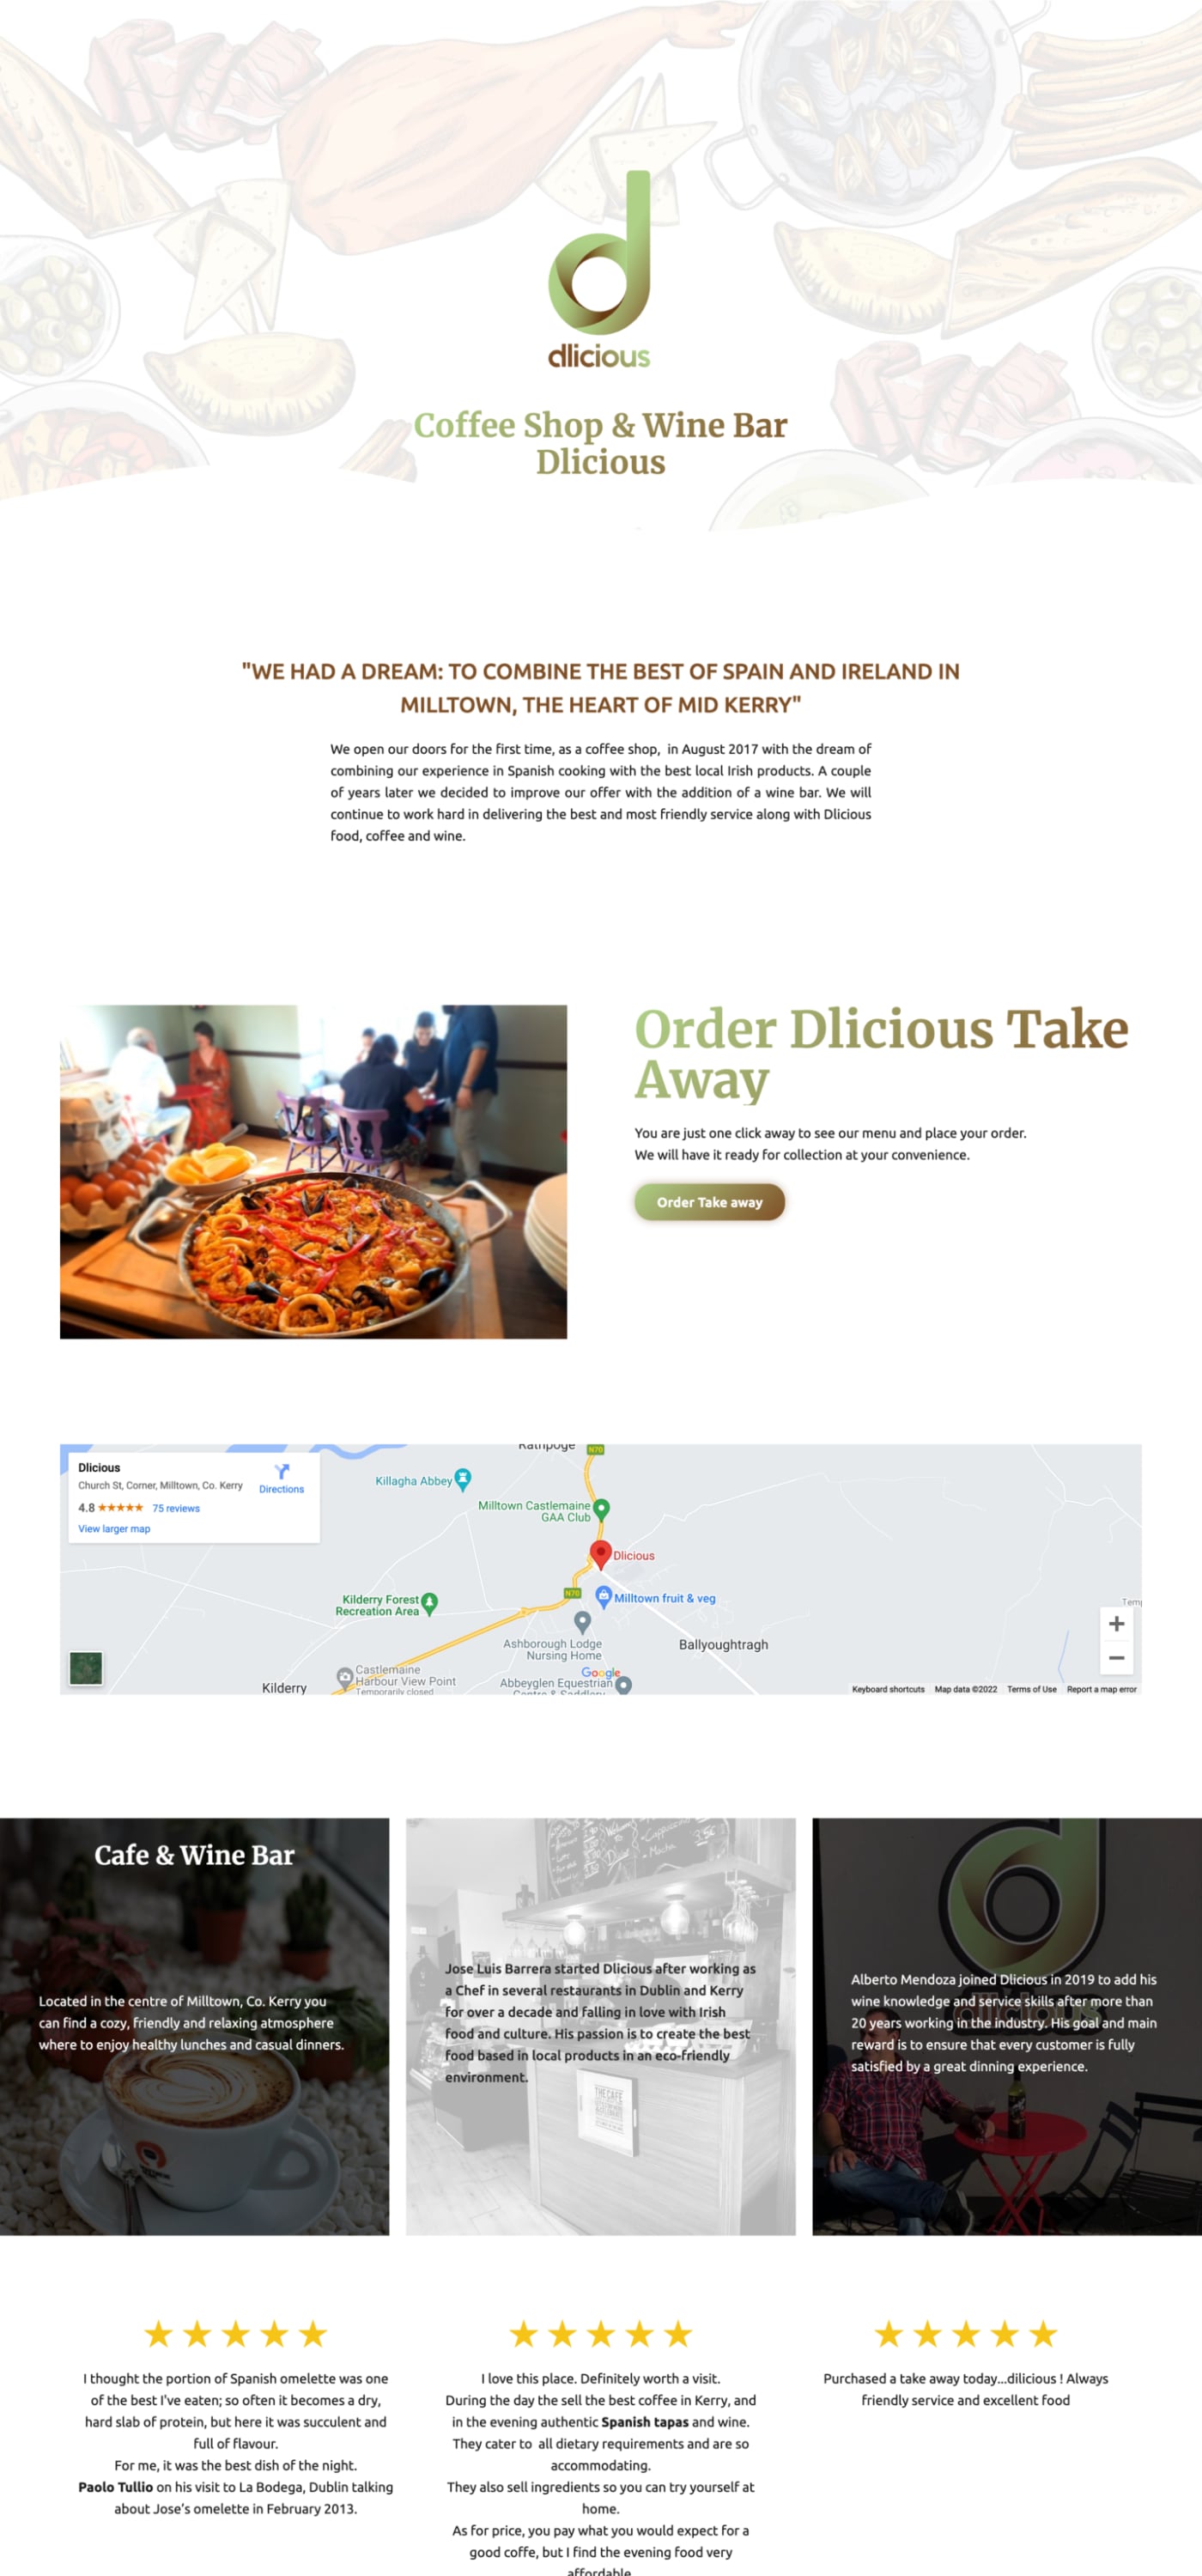 dlicious
Coffee Shop & Wine Bar
Dlicious
"WE HAD A DREAM: TO COMBINE THE BEST OF SPAIN AND IRELAND IN
MILLTOWN, THE HEART OF MID KERRY"
We open our doors for the first time, as a coffee shop,  in August 2017 with the dream of
combining our experience in Spanish cooking with the best local Irish products. A couple
of years later we decided to improve our offer with the addition of a wine bar. We will
continue to work hard in delivering the best and most friendly service along with Dlicious
food, coffee and wine.
Order Dlicious Take
Away
You are just one click away to see our menu and place your order.
We will have it ready for collection at your convenience.
Order Take away
Dlicious
Church St, Corner, Milltown, Co. Kerry
Directions
4.8
75 reviews
View larger map
Rathpoge
N70
Killagha Abbey
Milltown Castlemaine
GAA Club
Dlicious
Kilderry Forest
Recreation Area
N70
Milltown fruit & veg
Temp
Ashborough Lodge
Nursing Home
Ballyoughtragh
Castlemaine
Harbour View Point
Temporarily closed
Google
Abbeyglen Equestrian
Centre & Saddlery
Kilderry
Keyboard shortcuts
Map data ©2022
Terms of Use
Report a map error
Cafe & Wine Bar
Located in the centre of Milltown, Co. Kerry you
can find a cozy, friendly and relaxing atmosphere
where to enjoy healthy lunches and casual dinners.
Jose Luis Barrera started Dlicious after working as
a Chef in several restaurants in Dublin and Kerry
for over a decade and falling in love with Irish
food and culture. His passion is to create the best
food based in local products in an eco-friendly
environment.
THE CAFE
dlicious
Alberto Mendoza joined Dlicious in 2019 to add his
wine knowledge and service skills after more than
20 years working in the industry. His goal and main
reward is to ensure that every customer is fully
satisfied by a great dinning experience.
I thought the portion of Spanish omelette was one
of the best I've eaten; so often it becomes a dry,
hard slab of protein, but here it was succulent and
full of flavour.
For me, it was the best dish of the night.
Paolo Tullio on his visit to La Bodega, Dublin talking
about Jose's omelette in February 2013.
I love this place. Definitely worth a visit.
During the day the sell the best coffee in Kerry, and
in the evening authentic Spanish tapas and wine.
They cater to  all dietary requirements and are so
accommodating.
They also sell ingredients so you can try yourself at
home.
As for price, you pay what you would expect for a
good coffe, but I find the evening food very
affordable
Purchased a take away today...dilicious ! Always
friendly service and excellent food